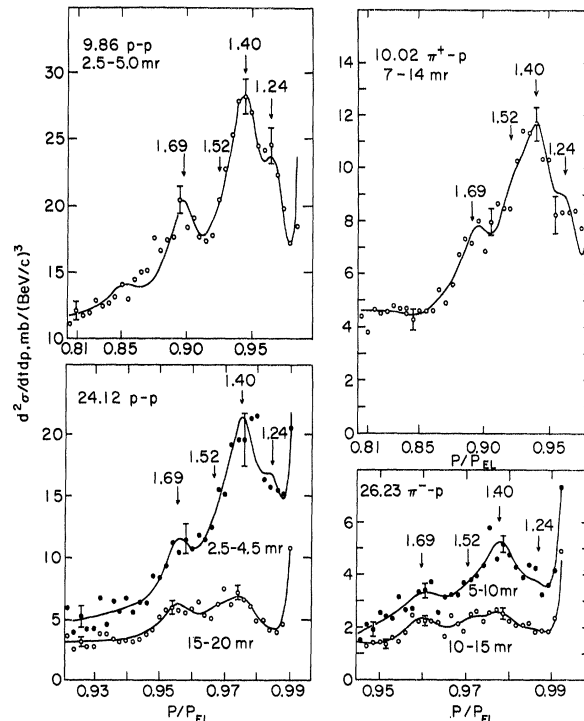 9.86 p-p
2.5-5.0 mr
1.40
1.24
1.69
1.52
30
25
20
15
10
0.81 0.85 0.90 0.95
d²σ/dtdp, mb/(BeV/c)³
10.02 π⁺-p
7-14 mr
1.40
1.52
1.24
1.69
14
12
10
8
6
4
2
0
0.81 0.85 0.90 0.95
P/P_EL
24.12 p-p
1.40
1.24
1.52
1.69
2.5-4.5 mr
15-20 mr
20
15
10
5
0
0.93 0.95 0.97 0.99
P/P_EL
26.23 π⁻-p
1.40
1.24
1.52
1.69
5-10 mr
10-15 mr
6
4
2
0
0.95 0.96 0.98 0.99
P/P_EL